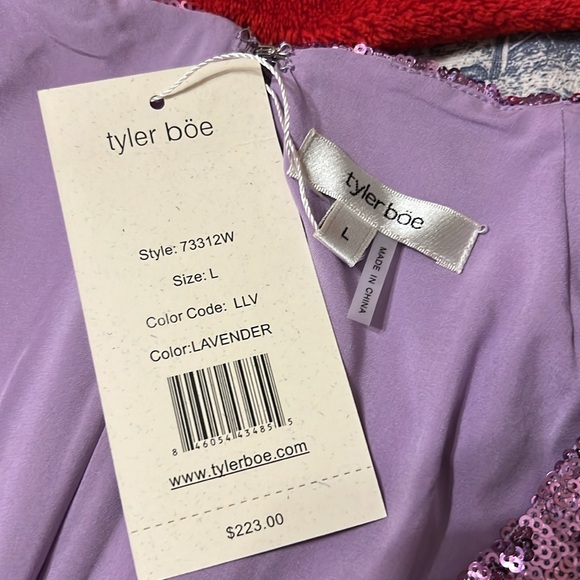 tyler böe
Style: 73312W
Size: L
Color Code: LLV
Color:LAVENDER
8 46054 43485 5
www.tylerboe.com
$223.00
tyler böe
L
MADE IN CHINA